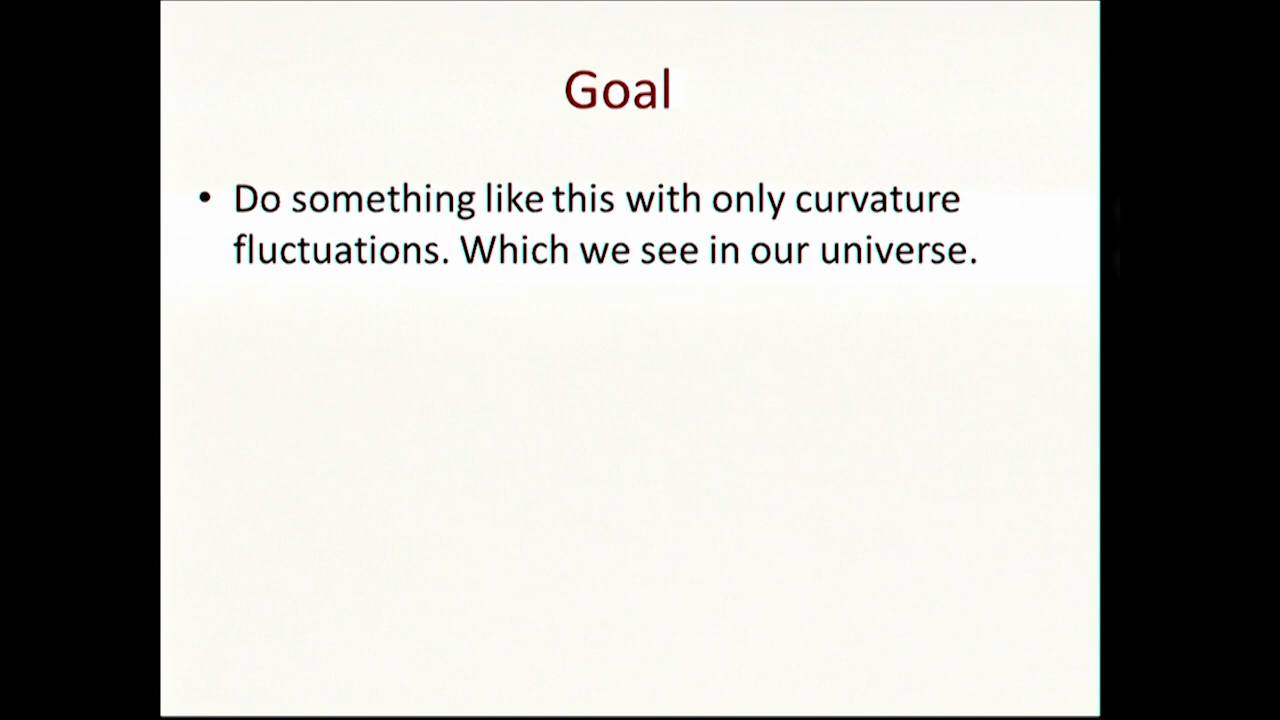 Goal
• Do something like this with only curvature
fluctuations. Which we see in our universe.